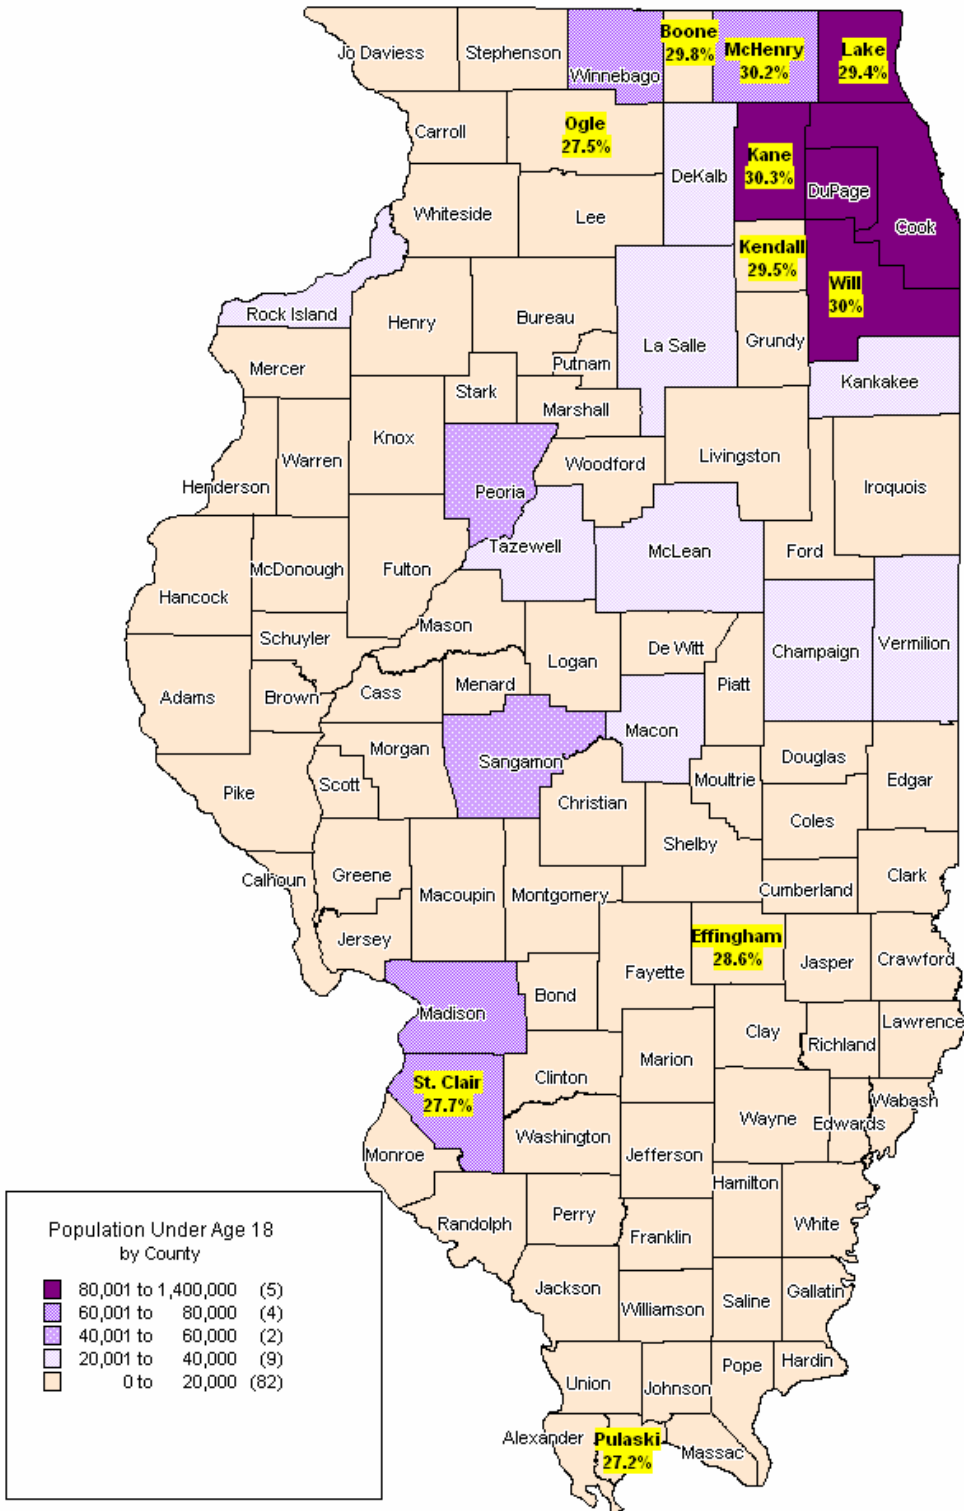 Jo Daviess
Stephenson
Winnebago
Boone
29.8%
McHenry
30.2%
Lake
29.4%
Carroll
Ogle
27.5%
DeKalb
Kane
30.3%
DuPage
Cook
Whiteside
Lee
Kendall
29.5%
Will
30%
Rock Island
Henry
Bureau
Putnam
La Salle
Grundy
Kankakee
Mercer
Stark
Marshall
Knox
Warren
Henderson
Peoria
Woodford
Livingston
Iroquois
Ford
Tazewell
McLean
Hancock
McDonough
Fulton
Mason
Schuyler
Logan
De Witt
Piatt
Champaign
Vermilion
Adams
Brown
Cass
Menard
Morgan
Sangamon
Macon
Scott
Pike
Christian
Moultrie
Douglas
Edgar
Coles
Shelby
Calhoun
Greene
Macoupin
Montgomery
Cumberland
Clark
Jersey
Effingham
28.6%
Fayette
Jasper
Crawford
Madison
Bond
Clay
Richland
Lawrence
Marion
St. Clair
27.7%
Clinton
Wayne
Edwards
Wabash
Monroe
Washington
Jefferson
Hamilton
White
Randolph
Perry
Franklin
Jackson
Williamson
Saline
Gallatin
Union
Johnson
Pope
Hardin
Alexander
Pulaski
27.2%
Massac
Population Under Age 18
by County
80,001 to 1,400,000 (5)
60,001 to 80,000 (4)
40,001 to 60,000 (2)
20,001 to 40,000 (9)
0 to 20,000 (82)